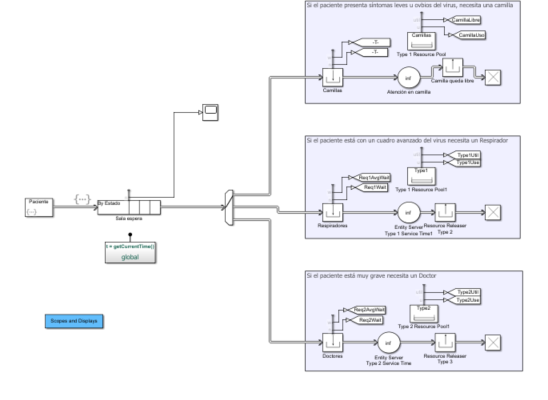 Si el paciente presenta síntomas leves u ovbios del virus, necesita una camilla
CamillaLibre
CamillaUso
Camillas
Type 1 Resource Pool
-T-
-T-
Camillas
Atención en camilla
Camilla queda libre
Paciente
By Estado
Sala espera
t = getCurrentTime()
global
Scopes and Displays
Si el paciente está con un cuadro avanzado del virus necesita un Respirador
Type1Util
Type1Use
Type1
Type 1 Resource Pool1
Req1AvgWait
Req1Wait
Respiradores
Entity Server
Type 1 Service Time1
Resource Releaser
Type 2
Si el paciente está muy grave necesita un Doctor
Type2Util
Type2Use
Type2
Type 2 Resource Pool1
Req2AvgWait
Req2Wait
Doctores
Entity Server
Type 2 Service Time
Resource Releaser
Type 3